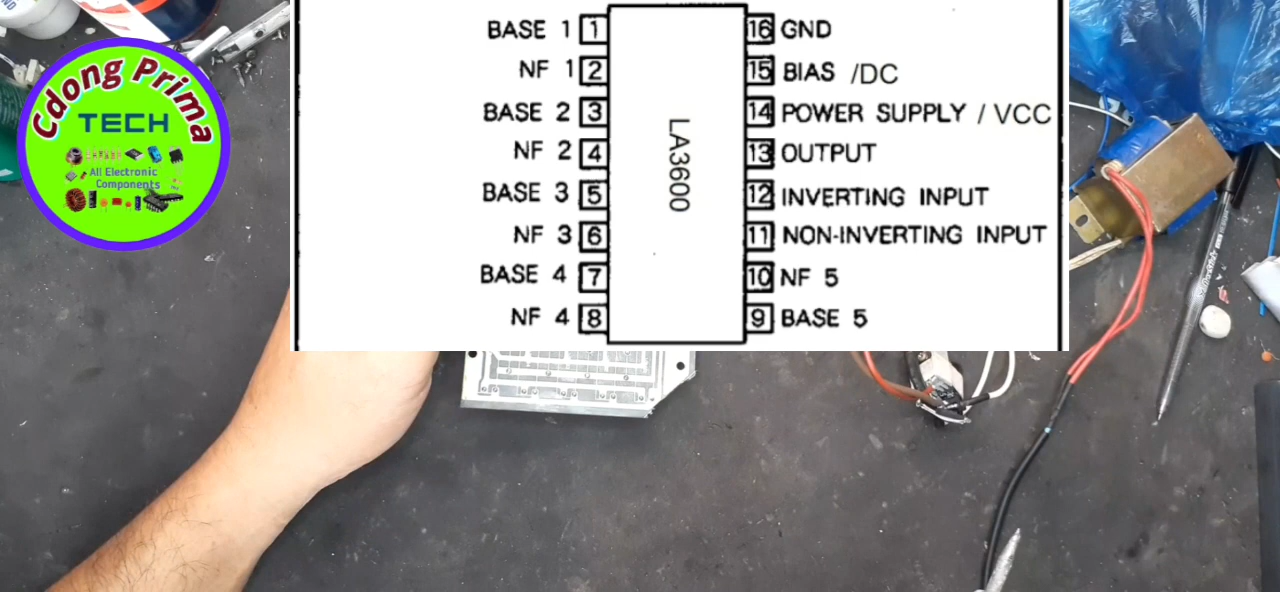 Cdong Prima
TECH
All Electronic
Components
BASE 1 1
NF 1 2
BASE 2 3
NF 2 4
BASE 3 5
NF 3 6
BASE 4 7
NF 4 8
LA3600
16 GND
15 BIAS /DC
14 POWER SUPPLY / VCC
13 OUTPUT
12 INVERTING INPUT
11 NON-INVERTING INPUT
10 NF 5
9 BASE 5